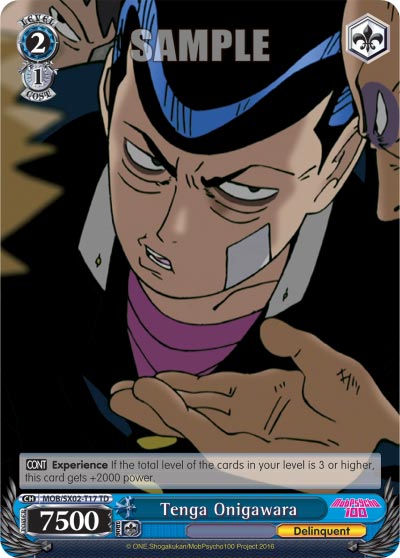 LEVEL
2
1
COST
SAMPLE
CONT Experience If the total level of the cards in your level is 3 or higher,
this card gets +2000 power.
CH MOB/SX02-T17 TD
Tenga Onigawara
Mob Psycho
100
POWER
7500
Delinquent
© ONE,Shogakukan/MobPsycho100 Project 2016